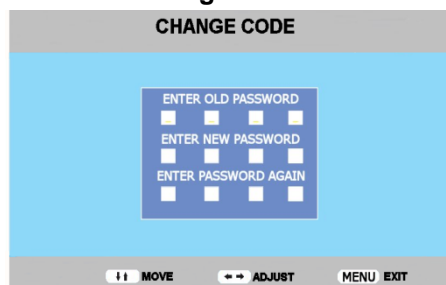 CHANGE CODE
ENTER OLD PASSWORD
_ _ _ _
ENTER NEW PASSWORD
ENTER PASSWORD AGAIN
MOVE ADJUST MENU EXIT